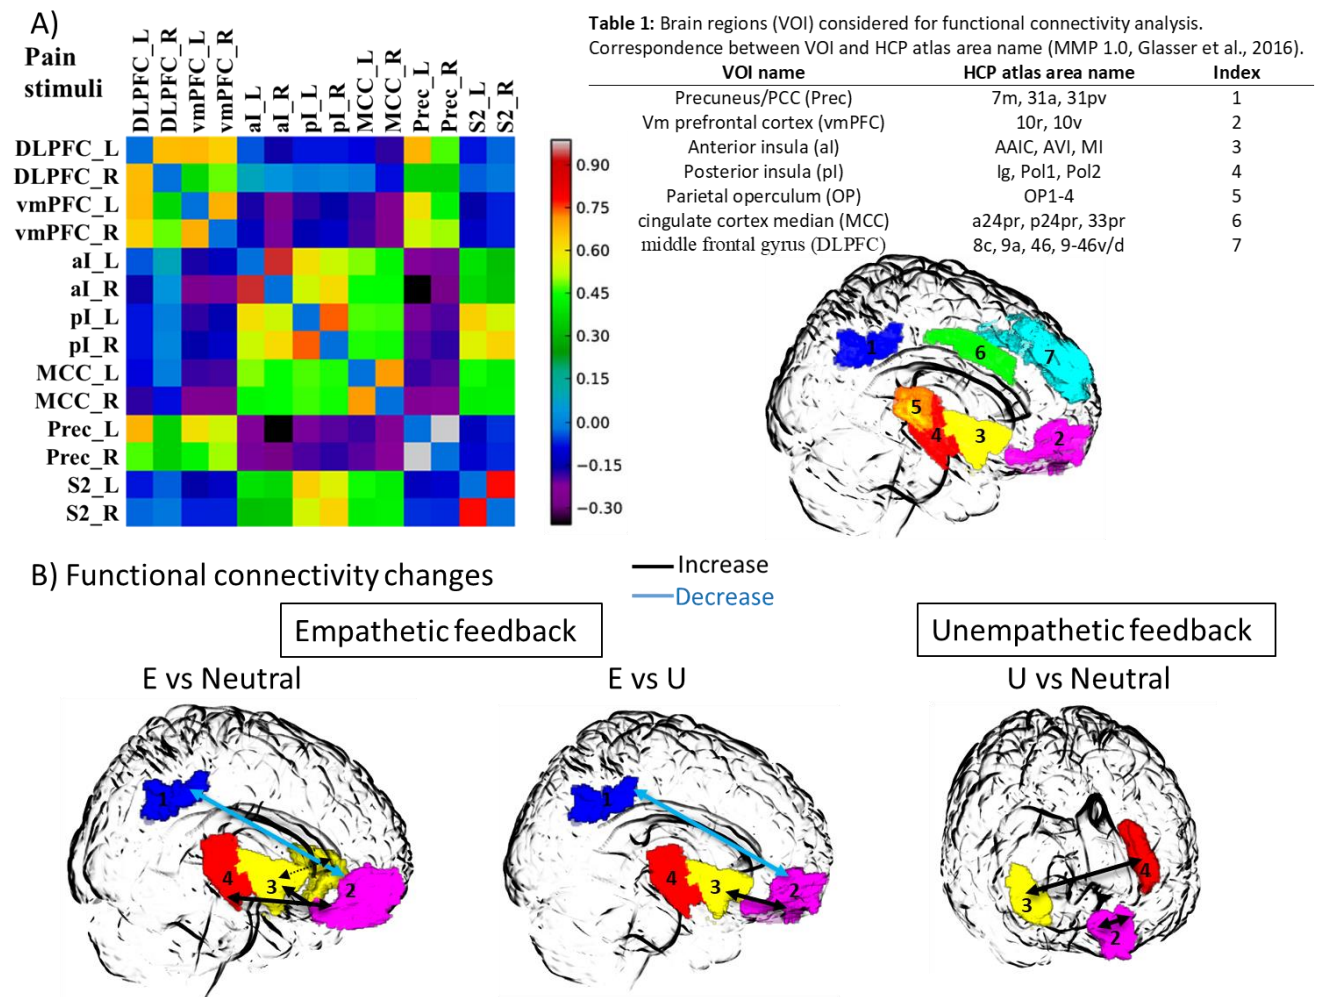 A)
Pain
stimuli
DLPFC_L
DLPFC_R
vmPFC_L
vmPFC_R
aI_L
aI_R
pI_L
pI_R
MCC_L
MCC_R
Prec_L
Prec_R
S2_L
S2_R
DLPFC_L
DLPFC_R
vmPFC_L
vmPFC_R
aI_L
aI_R
pI_L
pI_R
MCC_L
MCC_R
Prec_L
Prec_R
S2_L
S2_R
0.90
0.75
0.60
0.45
0.30
0.15
0.00
−0.15
−0.30
Table 1: Brain regions (VOI) considered for functional connectivity analysis.
Correspondence between VOI and HCP atlas area name (MMP 1.0, Glasser et al., 2016).
VOI name HCP atlas area name Index
Precuneus/PCC (Prec) 7m, 31a, 31pv 1
Vm prefrontal cortex (vmPFC) 10r, 10v 2
Anterior insula (aI) AAIC, AVI, MI 3
Posterior insula (pI) Ig, Pol1, Pol2 4
Parietal operculum (OP) OP1-4 5
cingulate cortex median (MCC) a24pr, p24pr, 33pr 6
middle frontal gyrus (DLPFC) 8c, 9a, 46, 9-46v/d 7
1
6
7
5
4
3
2
B) Functional connectivity changes
Increase
Decrease
Empathetic feedback
Unempathetic feedback
E vs Neutral
E vs U
U vs Neutral
1
4
3
2
1
4
3
2
3
4
2